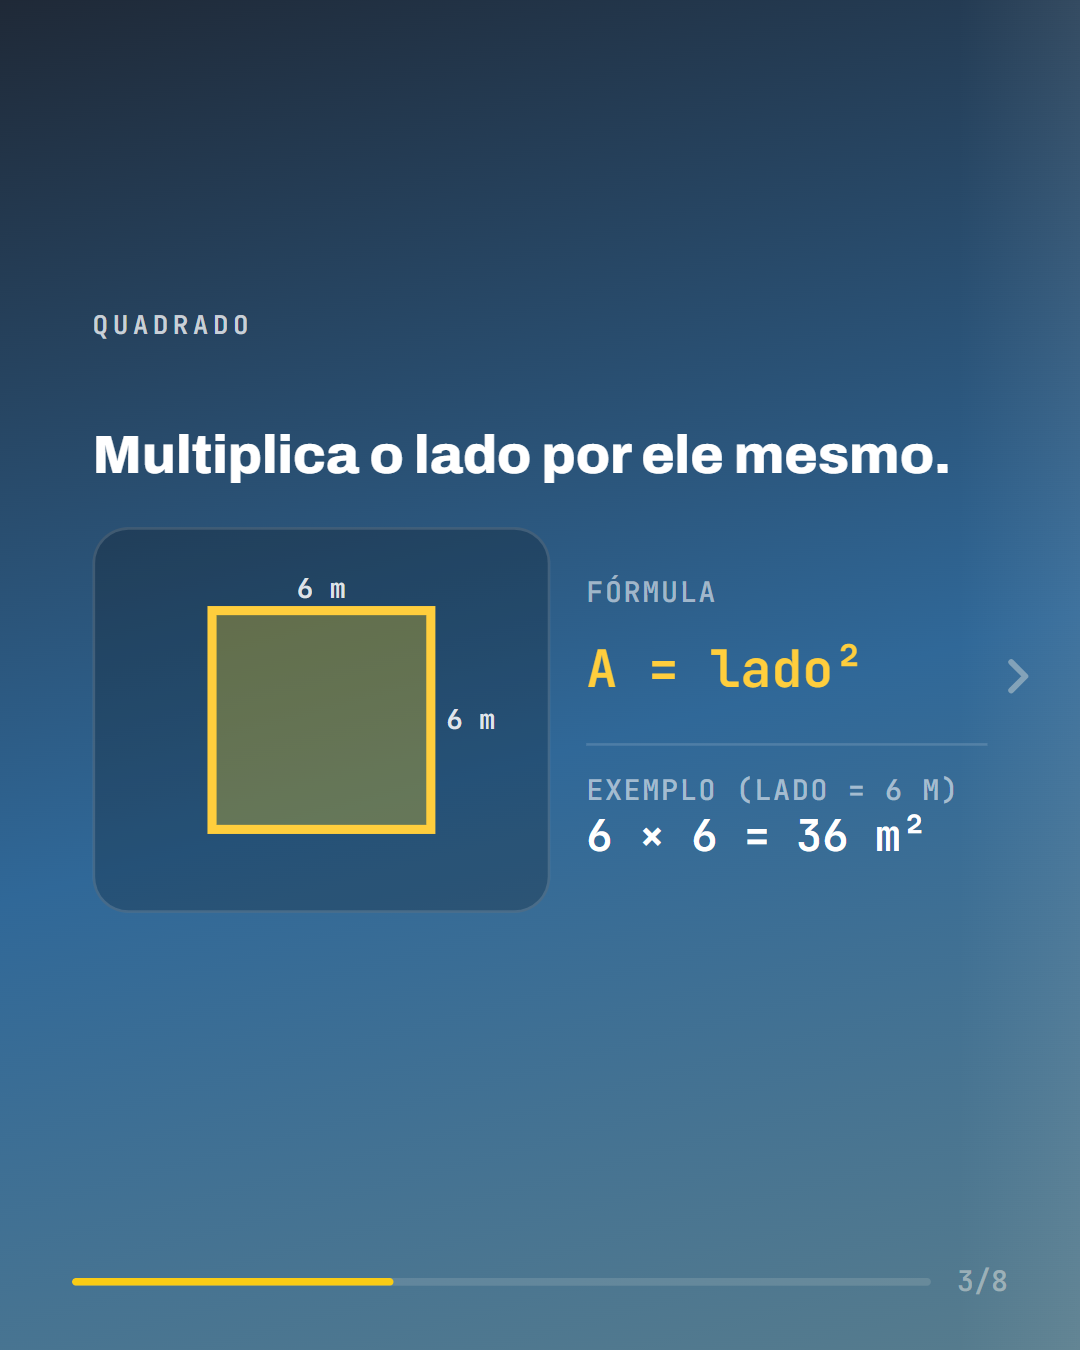 QUADRADO
Multiplica o lado por ele mesmo.
6 m
6 m
FÓRMULA
A = lado²
EXEMPLO (LADO = 6 M)
6 × 6 = 36 m²
3/8